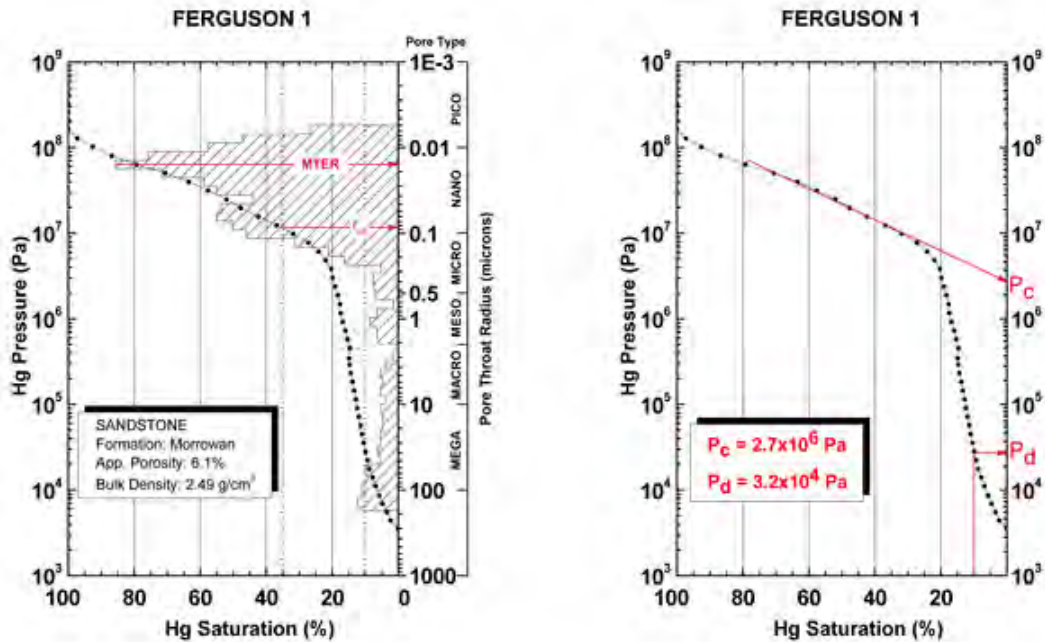 FERGUSON 1
Pore Type
10⁹
10⁸
10⁷
10⁶
10⁵
10⁴
10³
Hg Pressure (Pa)
100 80 60 40 20 0
Hg Saturation (%)
1E-3
0.01
0.1
0.5
1
10
100
1000
PICO
NANO
MICRO
MESO
MACRO
MEGA
Pore Throat Radius (microns)
MTER
SANDSTONE
Formation: Morrowan
App. Porosity: 6.1%
Bulk Density: 2.49 g/cm³
FERGUSON 1
10⁹
10⁸
10⁷
10⁶
10⁵
10⁴
10³
Hg Pressure (Pa)
100 80 60 40 20
Hg Saturation (%)
10⁹
10⁸
10⁷
10⁶
10⁵
10⁴
10³
Pc
Pd
Pc = 2.7x10⁶ Pa
Pd = 3.2x10⁴ Pa